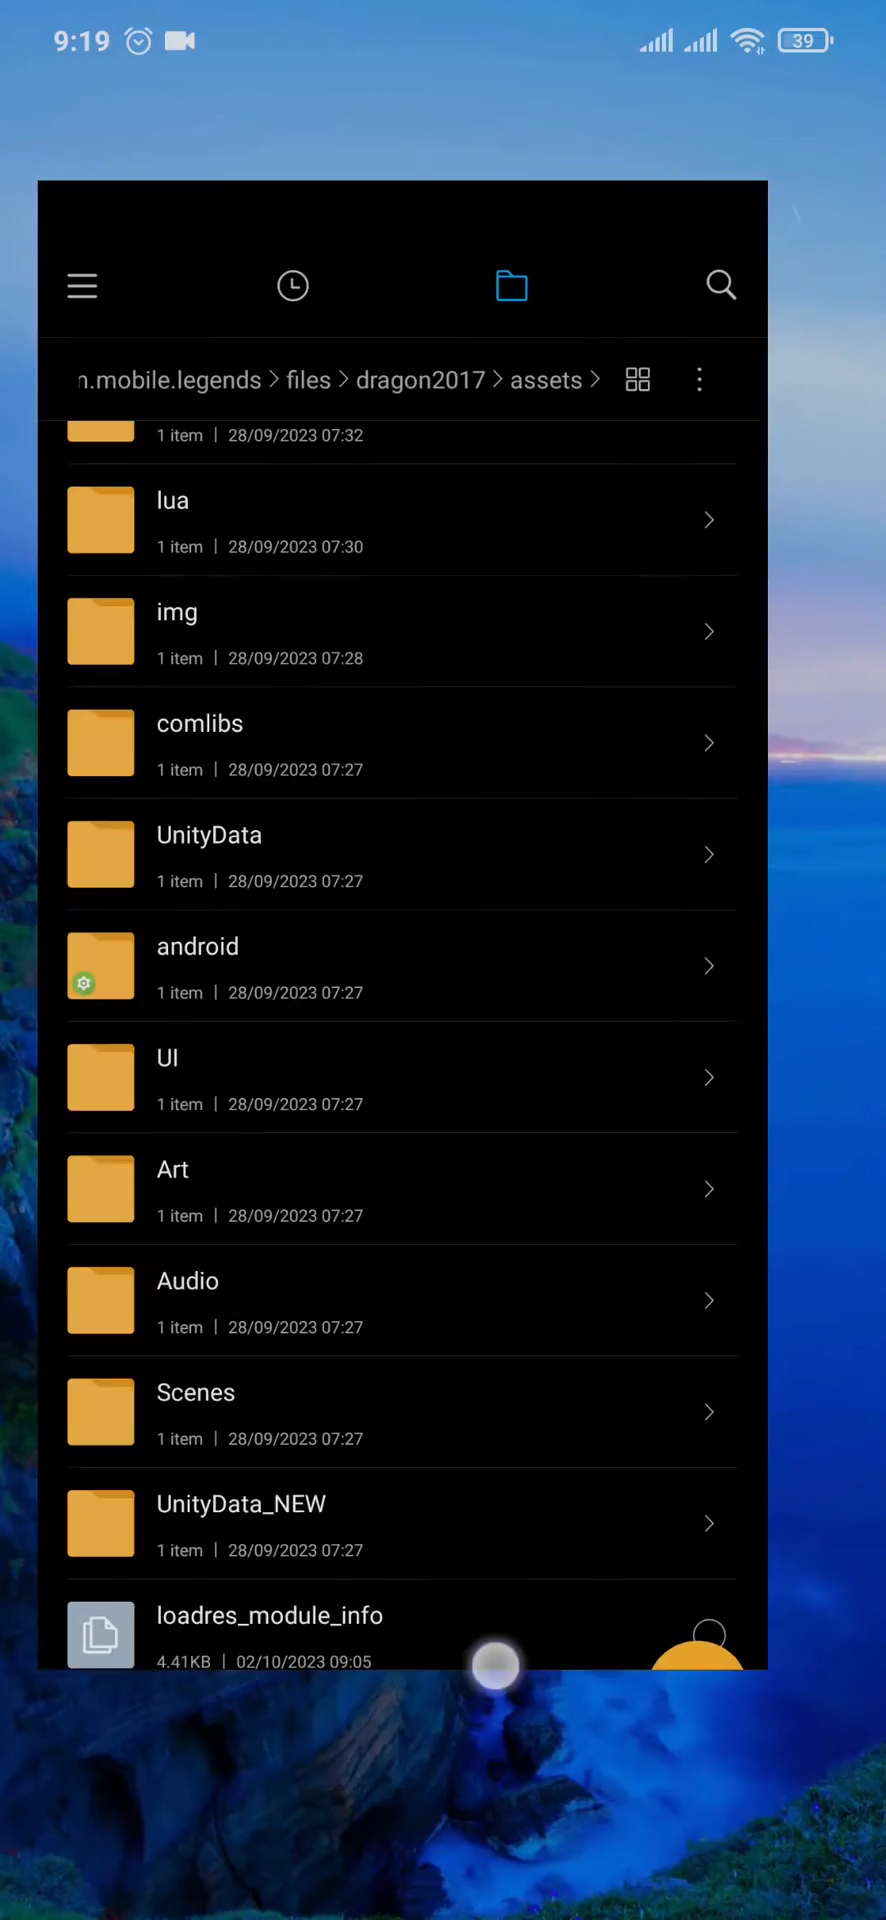 9:19
39
n.mobile.legends > files > dragon2017 > assets >
1 item | 28/09/2023 07:32
lua
1 item | 28/09/2023 07:30
img
1 item | 28/09/2023 07:28
comlibs
1 item | 28/09/2023 07:27
UnityData
1 item | 28/09/2023 07:27
android
1 item | 28/09/2023 07:27
UI
1 item | 28/09/2023 07:27
Art
1 item | 28/09/2023 07:27
Audio
1 item | 28/09/2023 07:27
Scenes
1 item | 28/09/2023 07:27
UnityData_NEW
1 item | 28/09/2023 07:27
loadres_module_info
4.41KB | 02/10/2023 09:05